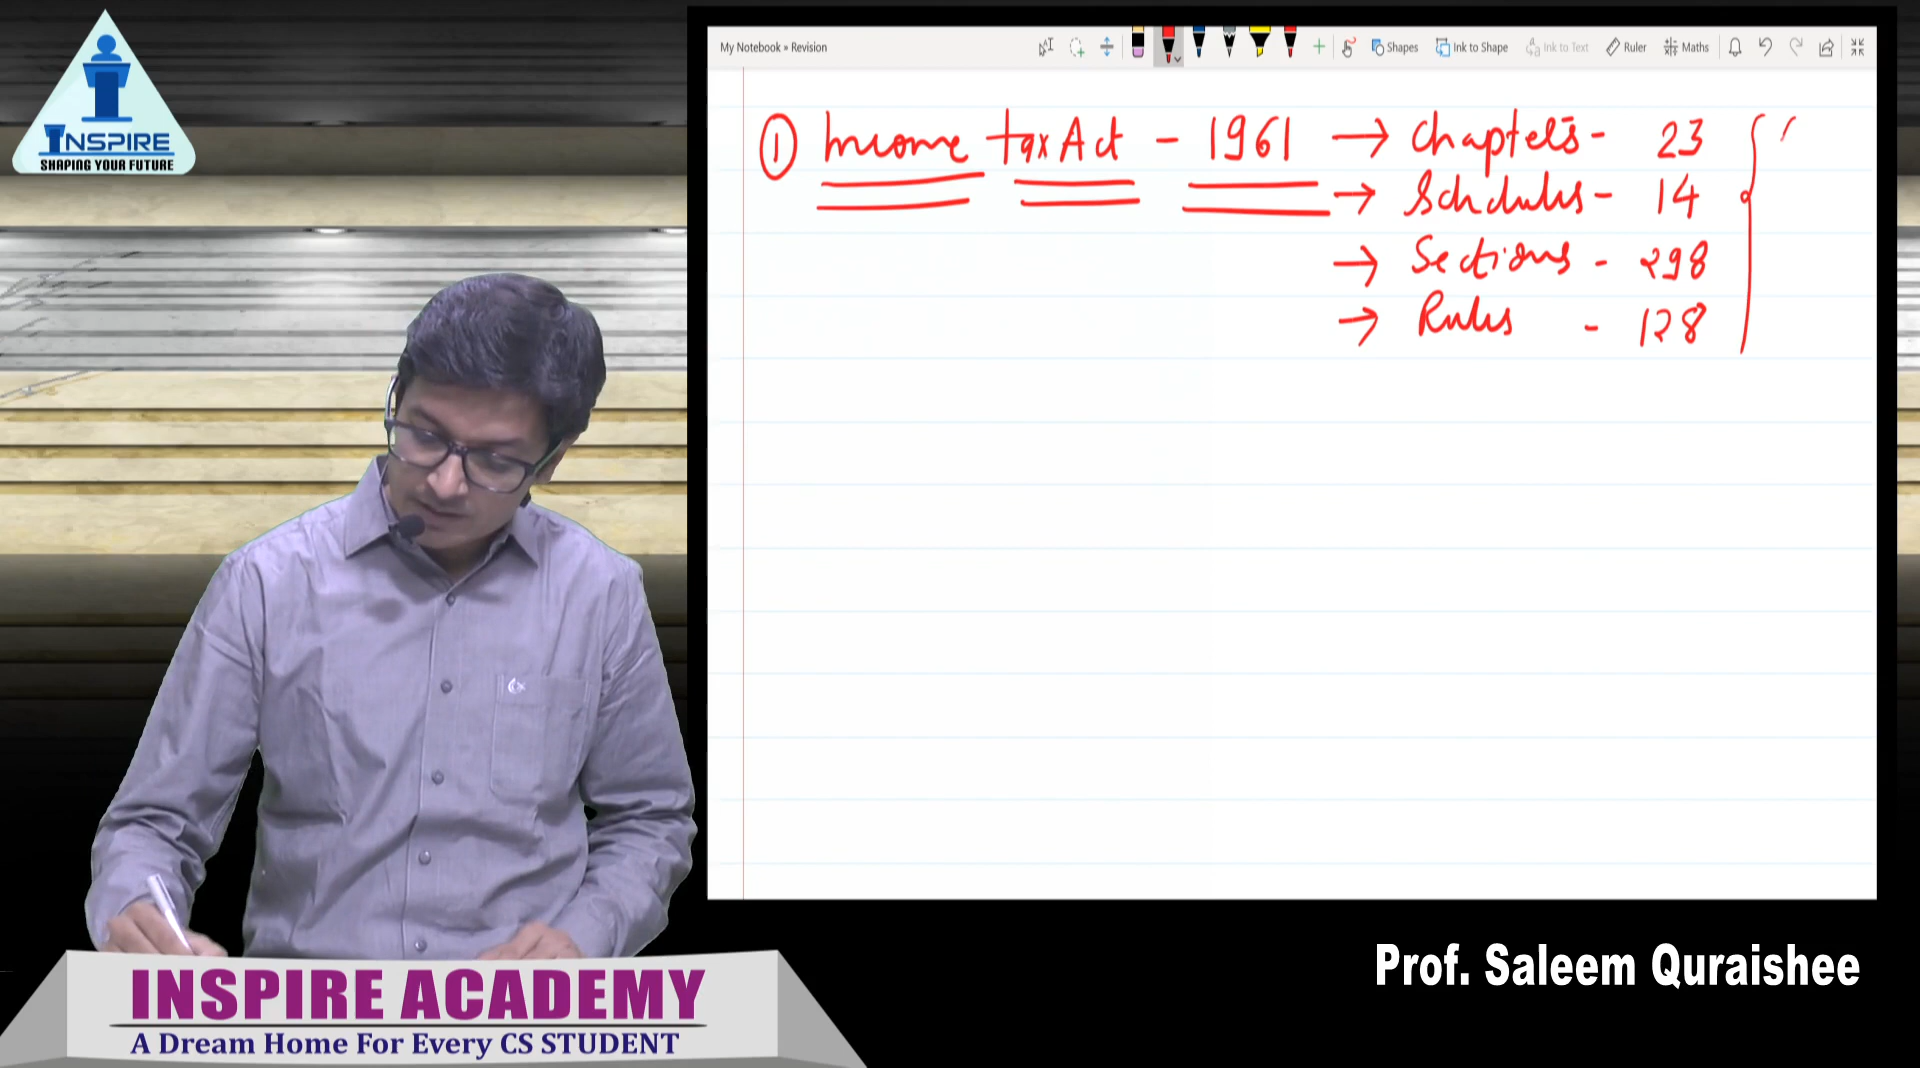 INSPIRE
SHAPING YOUR FUTURE
My Notebook » Revision
Shapes
Ink to Shape
Ink to Text
Ruler
Maths
① Income tax Act - 1961 → Chapters - 23
→ Schdules - 14
→ Sections - 298
→ Rules - 128
INSPIRE ACADEMY
A Dream Home For Every CS STUDENT
Prof. Saleem Quraishee